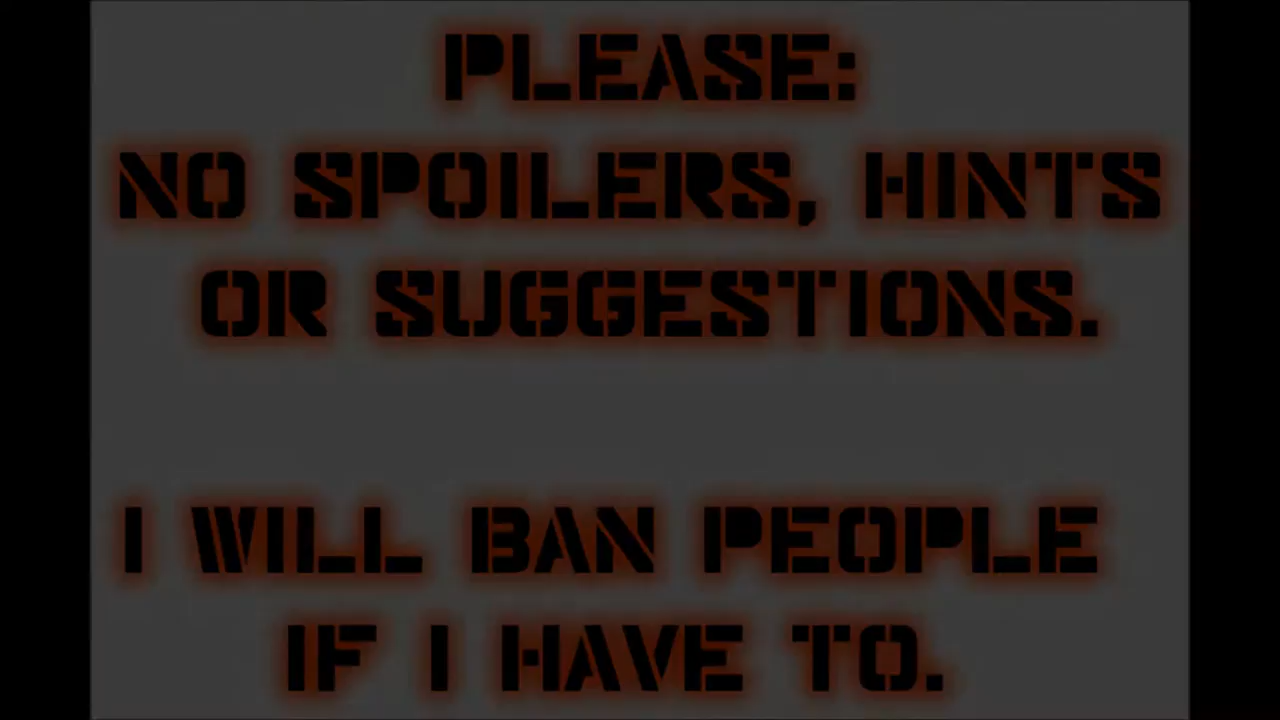 PLEASE:
NO SPOILERS, HINTS
OR SUGGESTIONS.
I WILL BAN PEOPLE
IF I HAVE TO.